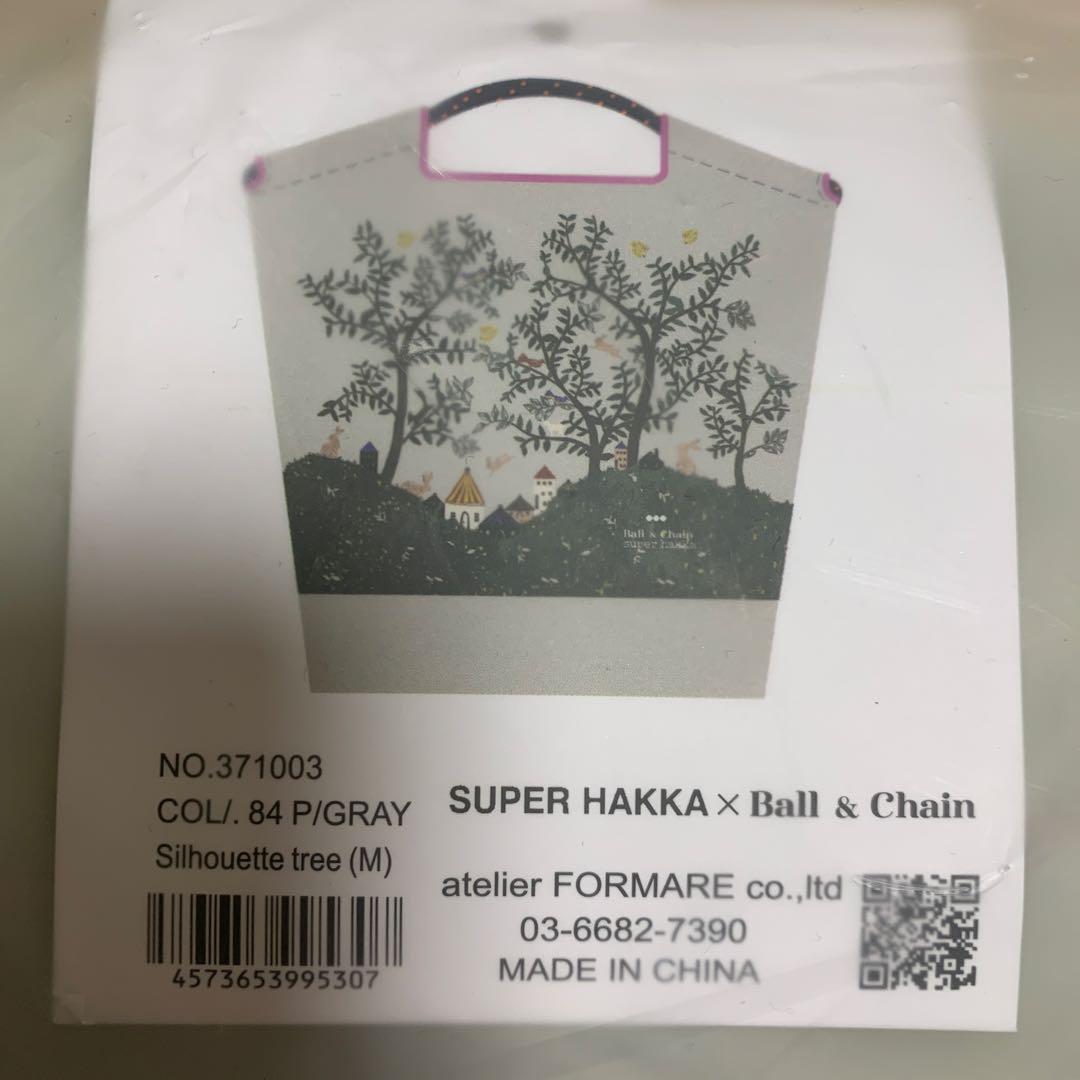 Ball & Chain
super hakka
NO.371003
COL/. 84 P/GRAY
Silhouette tree (M)
4573653995307
SUPER HAKKA × Ball & Chain
atelier FORMARE co.,ltd
03-6682-7390
MADE IN CHINA